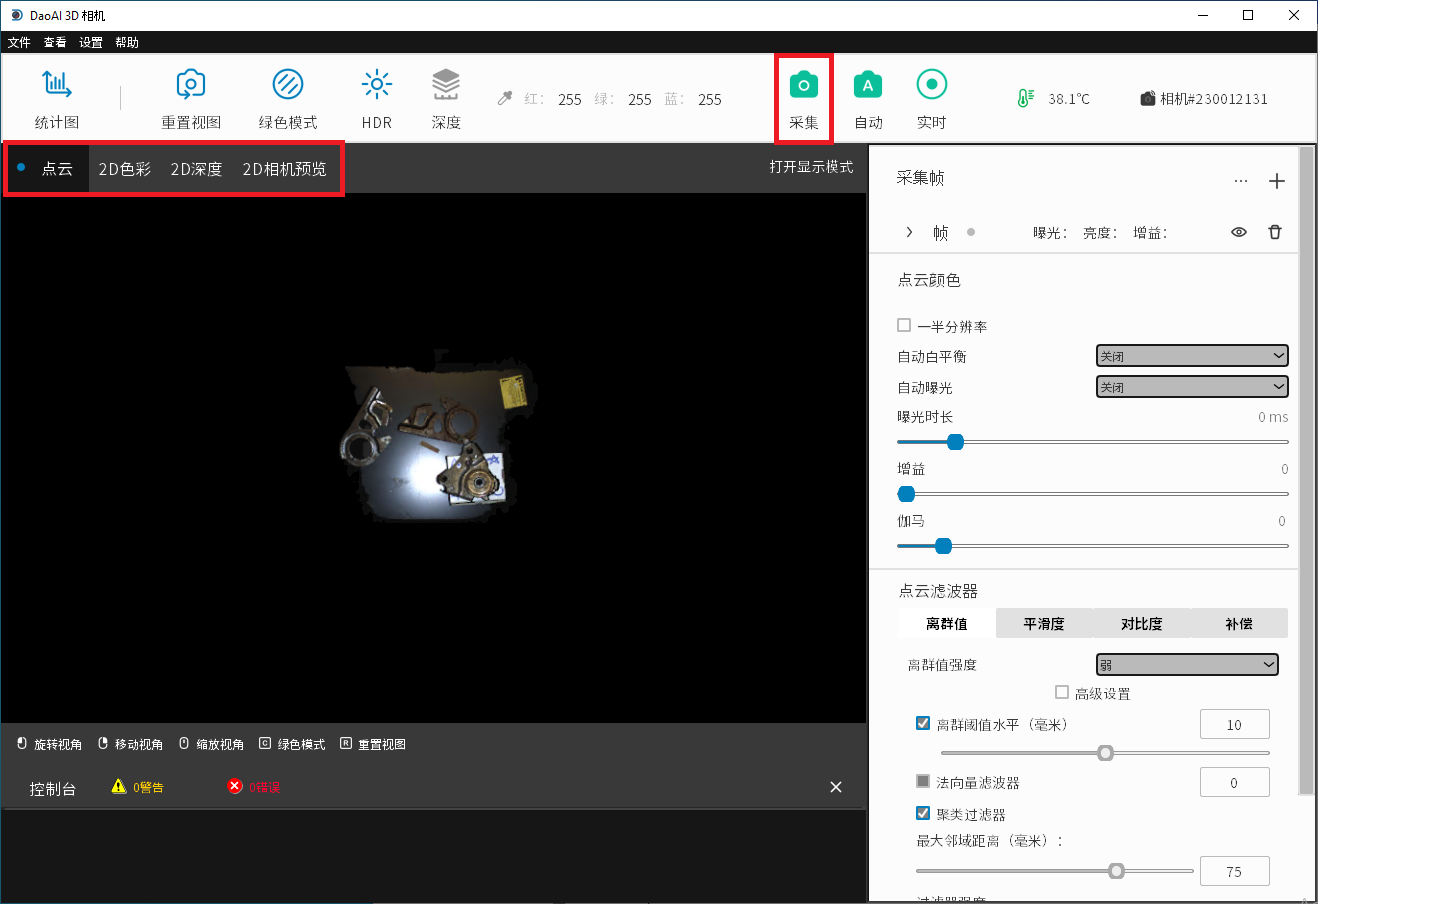 DaoAI 3D 相机
文件 查看 设置 帮助
统计图 重置视图 绿色模式 HDR 深度 红: 255 绿: 255 蓝: 255 采集 自动 实时 38.1℃ 相机#230012131
点云 2D色彩 2D深度 2D相机预览 打开显示模式
采集帧 ... +
帧 曝光: 亮度: 增益:
点云颜色
一半分辨率
自动白平衡 关闭
自动曝光 关闭
曝光时长 0 ms
增益 0
伽马 0
点云滤波器
离群值 平滑度 对比度 补偿
离群值强度 弱
高级设置
离群阈值水平（毫米） 10
法向量滤波器 0
聚类过滤器
最大邻域距离（毫米）:
75
过滤器强度
旋转视角 移动视角 缩放视角 C 绿色模式 R 重置视图
控制台 0警告 0错误